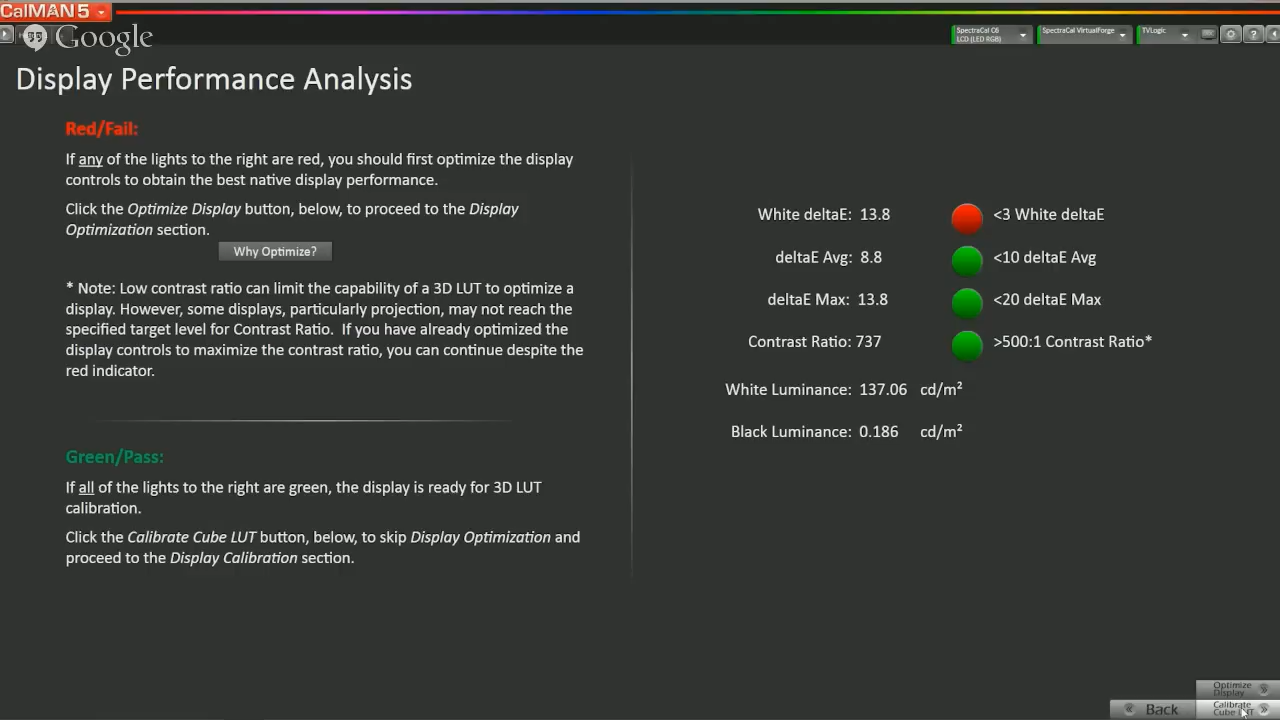 CalMAN 5
Google
SpectraCal C6
LCD (LED RGB)
SpectraCal VirtualForge
TVLogic
?
Display Performance Analysis
Red/Fail:
If any of the lights to the right are red, you should first optimize the display
controls to obtain the best native display performance.
Click the Optimize Display button, below, to proceed to the Display
Optimization section.
Why Optimize?
* Note: Low contrast ratio can limit the capability of a 3D LUT to optimize a
display. However, some displays, particularly projection, may not reach the
specified target level for Contrast Ratio. If you have already optimized the
display controls to maximize the contrast ratio, you can continue despite the
red indicator.
Green/Pass:
If all of the lights to the right are green, the display is ready for 3D LUT
calibration.
Click the Calibrate Cube LUT button, below, to skip Display Optimization and
proceed to the Display Calibration section.
White deltaE: 13.8 <3 White deltaE
deltaE Avg: 8.8 <10 deltaE Avg
deltaE Max: 13.8 <20 deltaE Max
Contrast Ratio: 737 >500:1 Contrast Ratio*
White Luminance: 137.06 cd/m²
Black Luminance: 0.186 cd/m²
Optimize
Display
Back
Calibrate
Cube LUT